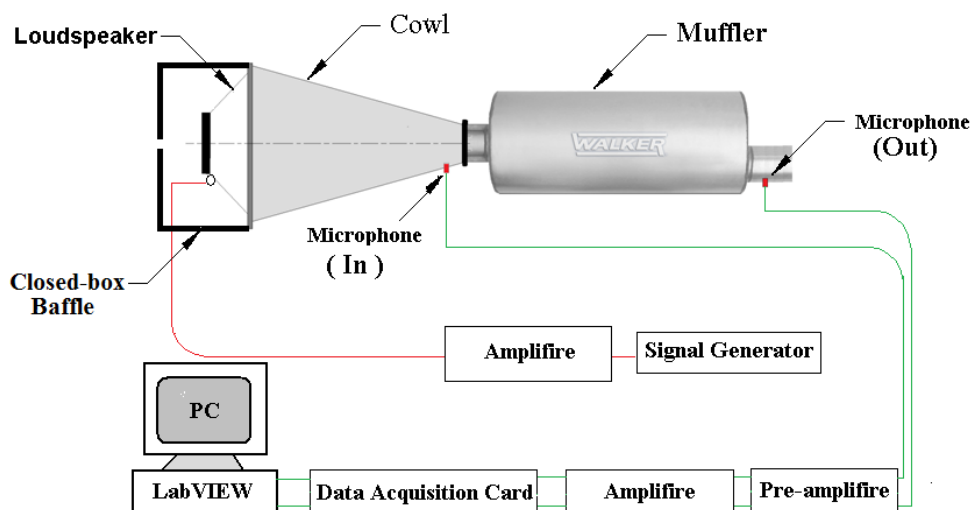 Loudspeaker
Cowl
Muffler
WALKER
Microphone
(Out)
Microphone
( In )
Closed-box
Baffle
Amplifire
Signal Generator
PC
LabVIEW
Data Acquisition Card
Amplifire
Pre-amplifire